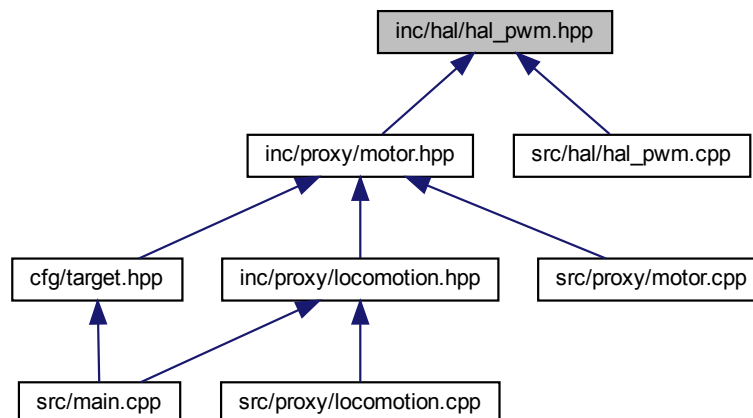 inc/hal/hal_pwm.hpp
inc/proxy/motor.hpp
src/hal/hal_pwm.cpp
cfg/target.hpp
inc/proxy/locomotion.hpp
src/proxy/motor.cpp
src/main.cpp
src/proxy/locomotion.cpp